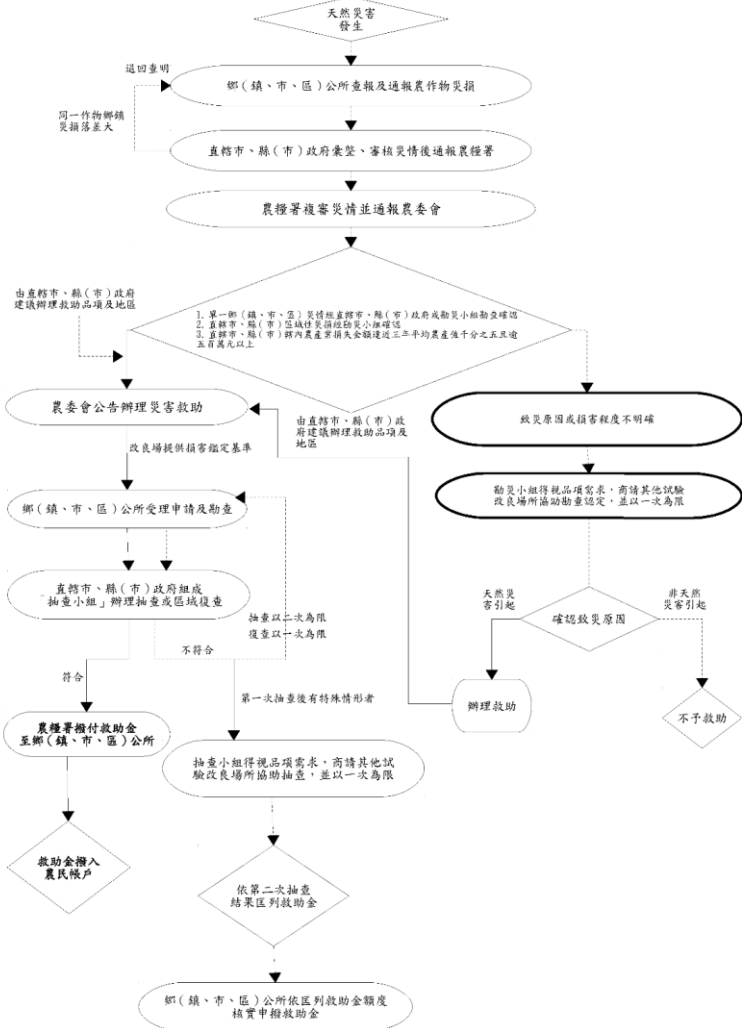 天然災害
發生
退回查明
鄉(鎮、市、區)公所查報及通報農作物災損
同一作物鄉鎮
災損落差大
直轄市、縣(市)政府彙整、審核災情後通報農糧署
農糧署複審災情並通報農委會
由直轄市、縣(市)政府
建議辦理救助品項及地區
1. 單一鄉(鎮、市、區)災情經直轄市、縣(市)政府或勘災小組勘查確認
2. 直轄市、縣(市)區域性災損經勘災小組確認
3. 直轄市、縣(市)轄內農產業損失金額達近三年平均農產值千分之五且逾
五百萬元以上
農委會公告辦理災害救助
由直轄市、縣(市)政
府建議辦理救助品項及
地區
致災原因或損害程度不明確
改良場提供損害鑑定基準
勘災小組得視品項需求,商請其他試驗
改良場所協助勘查認定,並以一次為限
鄉(鎮、市、區)公所受理申請及勘查
直轄市、縣(市)政府組成
「抽查小組」辦理抽查或區域復查
抽查以二次為限
復查以一次為限
天然災
害引起
確認致災原因
非天然
災害引起
不符合
符合
第一次抽查後有特殊情形者
辦理救助
不予救助
農糧署撥付救助金
至鄉(鎮、市、區)公所
抽查小組得視品項需求,商請其他試
驗改良場所協助抽查,並以一次為限
救助金撥入
農民帳戶
依第二次抽查
結果匡列救助金
鄉(鎮、市、區)公所依匡列救助金額度
核實申撥救助金